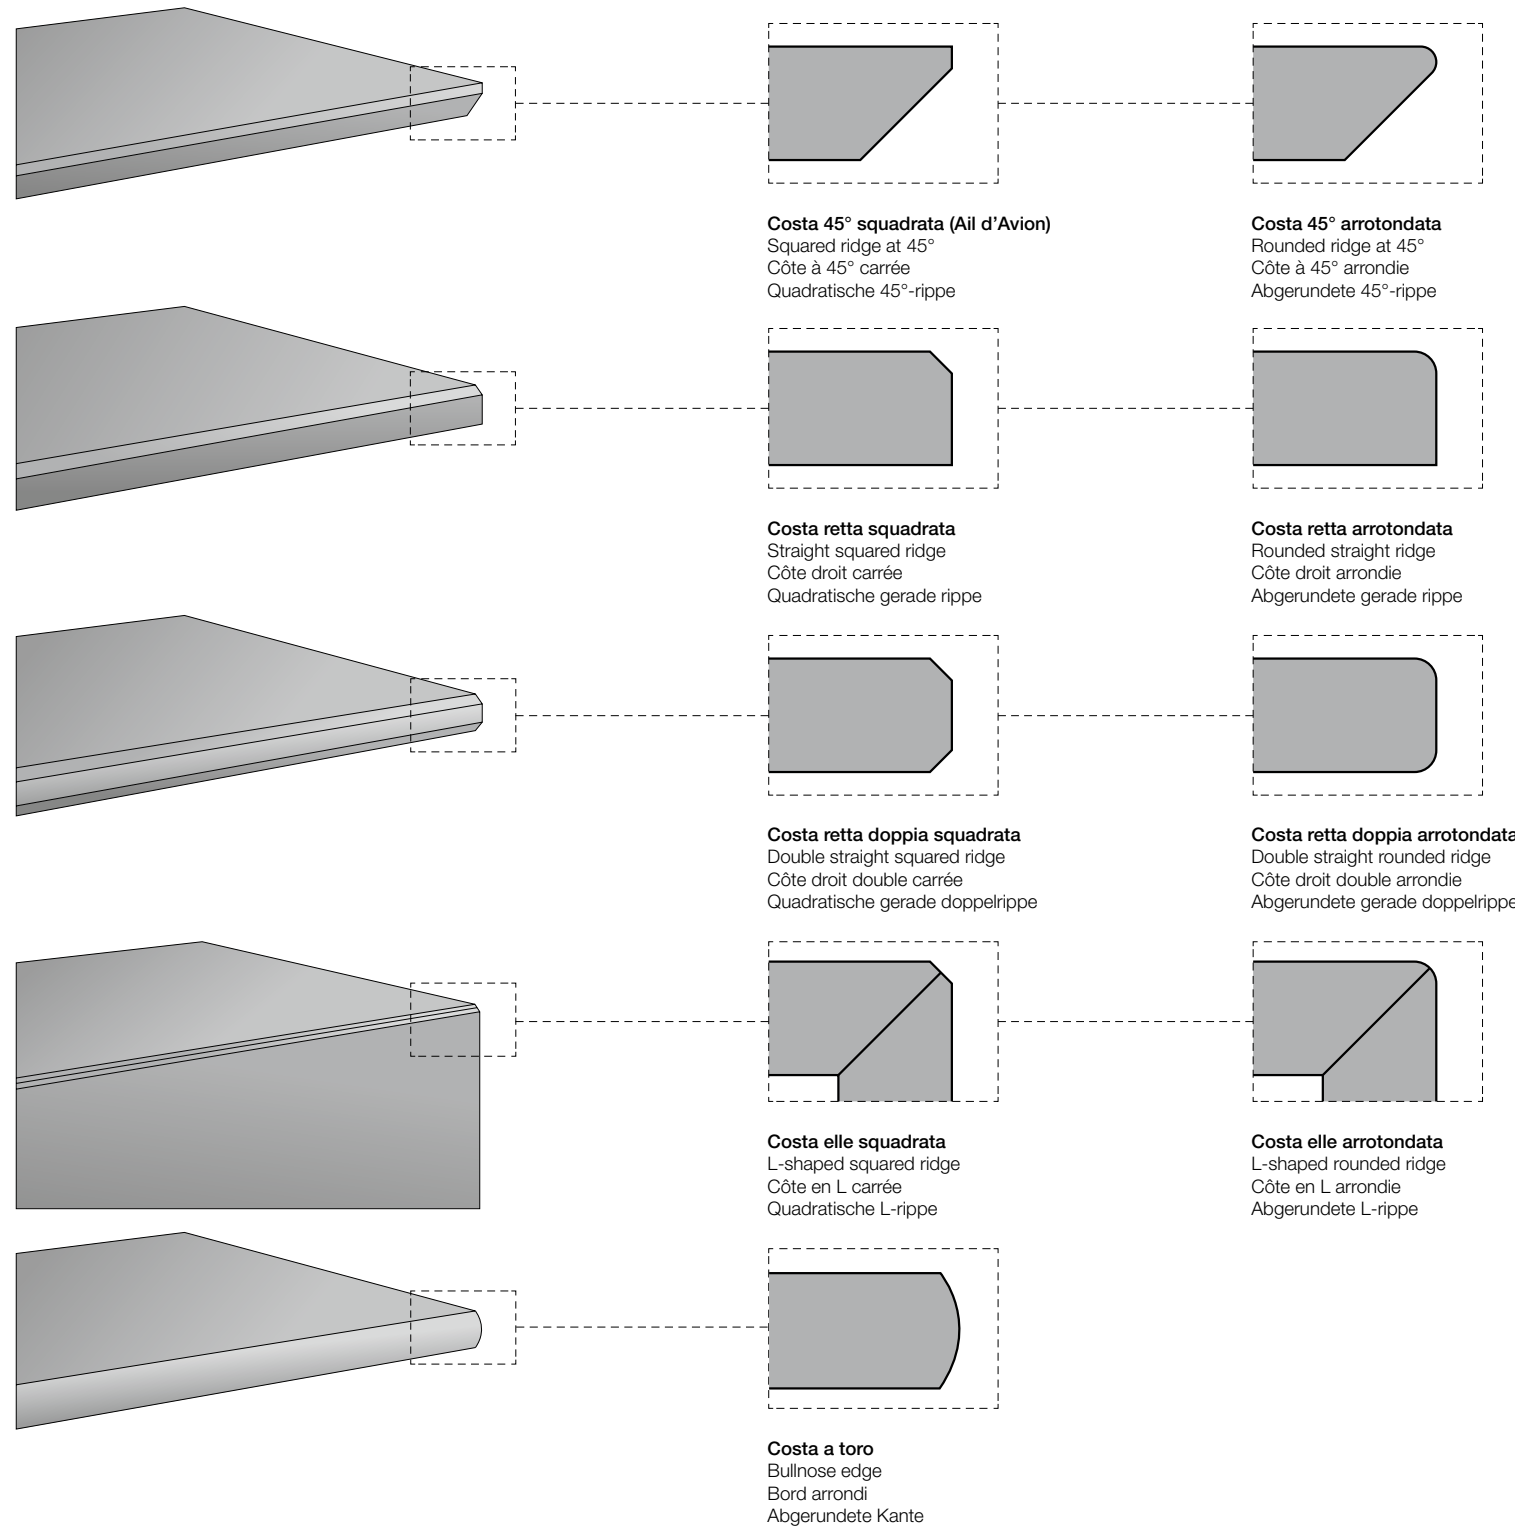 Costa 45° squadrata (Ail d’Avion)
Squared ridge at 45°
Côte à 45° carrée
Quadratische 45°-rippe
Costa 45° arrotondata
Rounded ridge at 45°
Côte à 45° arrondie
Abgerundete 45°-rippe
Costa retta squadrata
Straight squared ridge
Côte droit carrée
Quadratische gerade rippe
Costa retta arrotondata
Rounded straight ridge
Côte droit arrondie
Abgerundete gerade rippe
Costa retta doppia squadrata
Double straight squared ridge
Côte droit double carrée
Quadratische gerade doppelrippe
Costa retta doppia arrotondata
Double straight rounded ridge
Côte droit double arrondie
Abgerundete gerade doppelrippe
Costa elle squadrata
L-shaped squared ridge
Côte en L carrée
Quadratische L-rippe
Costa elle arrotondata
L-shaped rounded ridge
Côte en L arrondie
Abgerundete L-rippe
Costa a toro
Bullnose edge
Bord arrondi
Abgerundete Kante